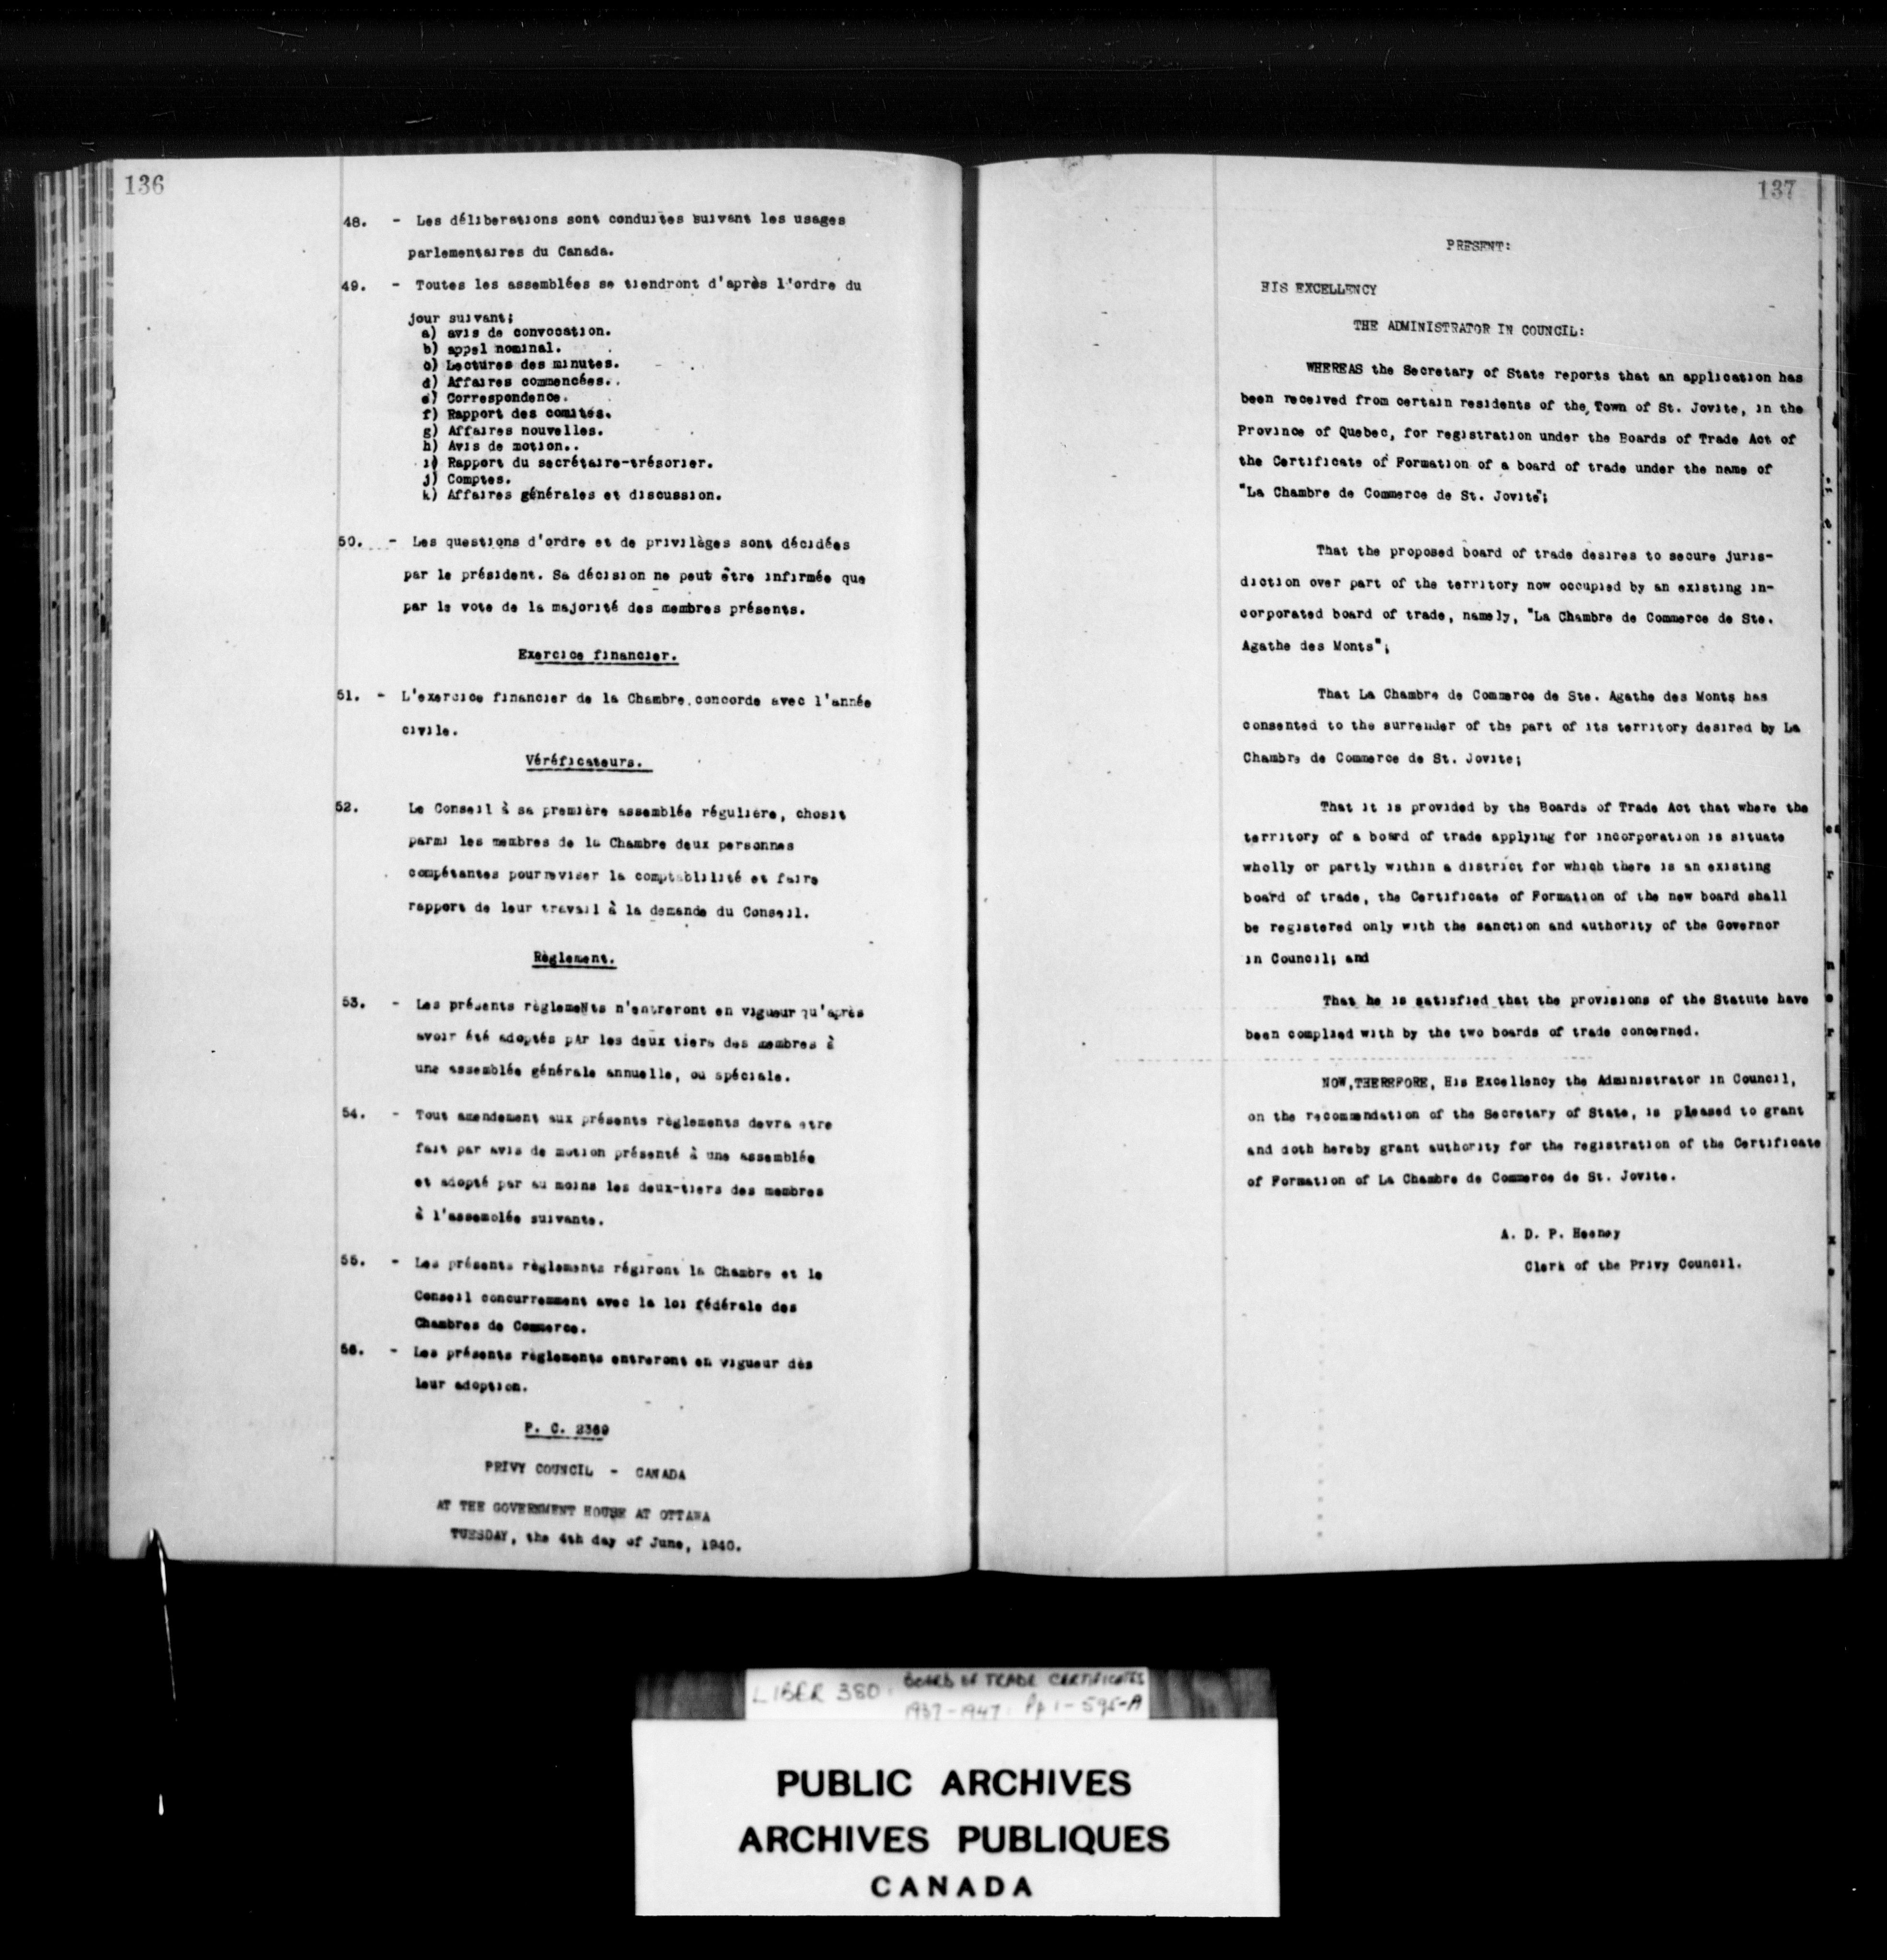 136
48. - Les déliberations sont conduites suivant les usages
parlementaires du Canada.
49. - Toutes les assemblées se tiendront d'après l'ordre du
jour suivant;
a) avis de convocation.
b) appel nominal.
c) Lectures des minutes.
d) Affaires commencées.
e) Correspondence.
f) Rapport des comités.
g) Affaires nouvelles.
h) Avis de motion..
i) Rapport du secrétaire-trésorier.
j) Comptes.
k) Affaires générales et discussion.
50. - Les questions d'ordre et de privilèges sont décidées
par le président. Sa décision ne peut être infirmée que
par le vote de la majorité des membres présents.
Exercice financier.
51. - L'exercice financier de la Chambre concorde avec l'année
civile.
Véréficateurs.
52. Le Conseil à sa première assemblée régulière, chosit
parmi les membres de la Chambre deux personnes
compétantes pour reviser la comptablilité et faire
rapport de leur travail à la demande du Conseil.
Règlement.
53. - Les présents règlemeNts n'entreront en vigueur qu'après
avoir été adoptés pAr les deux tiers des membres à
une assemblée générale annuelle, ou spéciale.
54. - Tout amendement aux présents règlements devra etre
fait par avis de motion présenté à une assemblée
et adopté par au moins les deux-tiers des membres
à l'assemblée suivante.
55. - Les présents règlements régiront la Chambre et le
Conseil concurremment avec la loi fédérale des
Chambres de Commerce.
56. - Les présents règlements entreront en vigueur dès
leur adoption.
P. C. 2369
PRIVY COUNCIL - CANADA
AT THE GOVERNMENT HOUSE AT OTTAWA
TUESDAY, the 4th day of June, 1940.
137
PRESENT:
HIS EXCELLENCY
THE ADMINISTRATOR IN COUNCIL:
WHEREAS the Secretary of State reports that an application has
been received from certain residents of the Town of St. Jovite, in the
Province of Quebec, for registration under the Boards of Trade Act of
the Certificate of Formation of a board of trade under the name of
"La Chambre de Commerce de St. Jovite";
That the proposed board of trade desires to secure juris-
diction over part of the territory now occupied by an existing in-
corporated board of trade, namely, "La Chambre de Commerce de Ste.
Agathe des Monts";
That La Chambre de Commerce de Ste. Agathe des Monts has
consented to the surrender of the part of its territory desired by La
Chambre de Commerce de St. Jovite;
That it is provided by the Boards of Trade Act that where the
territory of a board of trade applying for incorporation is situate
wholly or partly within a district for which there is an existing
board of trade, the Certificate of Formation of the new board shall
be registered only with the sanction and authority of the Governor
in Council; and
That he is satisfied that the provisions of the Statute have
been complied with by the two boards of trade concerned.
NOW, THEREFORE, His Excellency the Administrator in Council,
on the recommendation of the Secretary of State, is pleased to grant
and doth hereby grant authority for the registration of the Certificate
of Formation of La Chambre de Commerce de St. Jovite.
A. D. P. Heeney
Clerk of the Privy Council.
LIBER 380. BOARD OF TRADE CERTIFICATES
1937-1947. Pp 1-595-A
PUBLIC ARCHIVES
ARCHIVES PUBLIQUES
CANADA